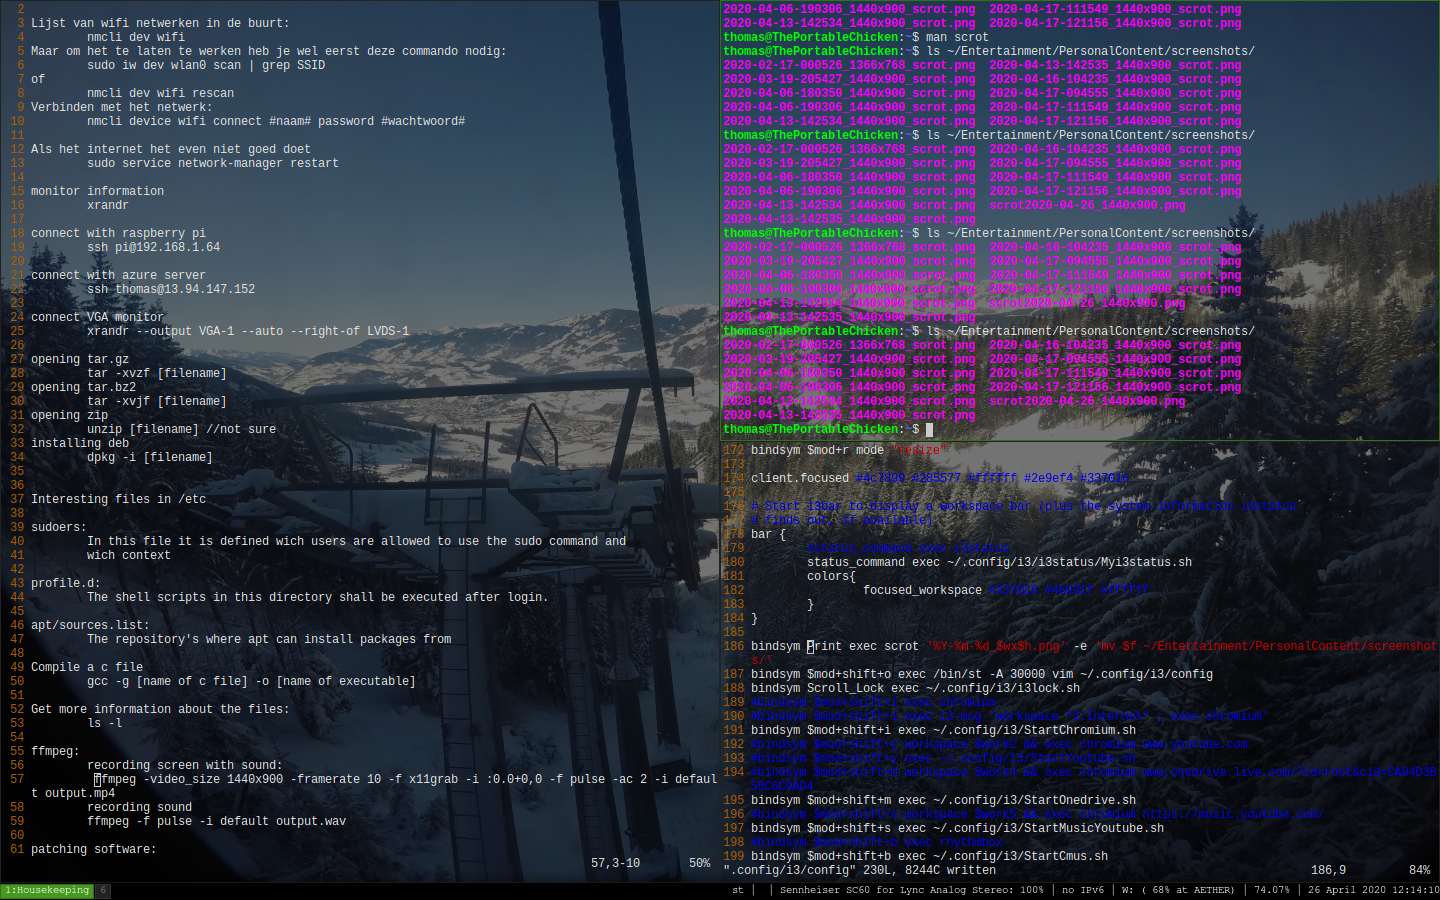 2
3 Lijst van wifi netwerken in de buurt:
4 nmcli dev wifi
5 Maar om het te laten te werken heb je wel eerst deze commando nodig:
6 sudo iw dev wlan0 scan | grep SSID
7 of
8 nmcli dev wifi rescan
9 Verbinden met het netwerk:
10 nmcli device wifi connect #naam# password #wachtwoord#
11
12 Als het internet het even niet goed doet
13 sudo service network-manager restart
14
15 monitor information
16 xrandr
17
18 connect with raspberry pi
19 ssh pi@192.168.1.64
20
21 connect with azure server
22 ssh thomas@13.94.147.152
23
24 connect VGA monitor
25 xrandr --output VGA-1 --auto --right-of LVDS-1
26
27 opening tar.gz
28 tar -xvzf [filename]
29 opening tar.bz2
30 tar -xvjf [filename]
31 opening zip
32 unzip [filename] //not sure
33 installing deb
34 dpkg -i [filename]
35
36
37 Interesting files in /etc
38
39 sudoers:
40 In this file it is defined wich users are allowed to use the sudo command and
41 wich context
42
43 profile.d:
44 The shell scripts in this directory shall be executed after login.
45
46 apt/sources.list:
47 The repository's where apt can install packages from
48
49 Compile a c file
50 gcc -g [name of c file] -o [name of executable]
51
52 Get more information about the files:
53 ls -l
54
55 ffmpeg:
56 recording screen with sound:
57 ffmpeg -video_size 1440x900 -framerate 10 -f x11grab -i :0.0+0,0 -f pulse -ac 2 -i defaul
t output.mp4
58 recording sound
59 ffmpeg -f pulse -i default output.wav
60
61 patching software:
57,3-10 50%
2020-04-06-190306_1440x900_scrot.png 2020-04-17-111549_1440x900_scrot.png
2020-04-13-142534_1440x900_scrot.png 2020-04-17-121156_1440x900_scrot.png
thomas@ThePortableChicken:~$ man scrot
thomas@ThePortableChicken:~$ ls ~/Entertainment/PersonalContent/screenshots/
2020-02-17-000526_1366x768_scrot.png 2020-04-13-142535_1440x900_scrot.png
2020-03-19-205427_1440x900_scrot.png 2020-04-16-104235_1440x900_scrot.png
2020-04-06-180350_1440x900_scrot.png 2020-04-17-094555_1440x900_scrot.png
2020-04-06-190306_1440x900_scrot.png 2020-04-17-111549_1440x900_scrot.png
2020-04-13-142534_1440x900_scrot.png 2020-04-17-121156_1440x900_scrot.png
thomas@ThePortableChicken:~$ ls ~/Entertainment/PersonalContent/screenshots/
2020-02-17-000526_1366x768_scrot.png 2020-04-16-104235_1440x900_scrot.png
2020-03-19-205427_1440x900_scrot.png 2020-04-17-094555_1440x900_scrot.png
2020-04-06-180350_1440x900_scrot.png 2020-04-17-111549_1440x900_scrot.png
2020-04-06-190306_1440x900_scrot.png 2020-04-17-121156_1440x900_scrot.png
2020-04-13-142534_1440x900_scrot.png scrot2020-04-26_1440x900.png
2020-04-13-142535_1440x900_scrot.png
thomas@ThePortableChicken:~$ ls ~/Entertainment/PersonalContent/screenshots/
2020-02-17-000526_1366x768_scrot.png 2020-04-16-104235_1440x900_scrot.png
2020-03-19-205427_1440x900_scrot.png 2020-04-17-094555_1440x900_scrot.png
2020-04-06-180350_1440x900_scrot.png 2020-04-17-111549_1440x900_scrot.png
2020-04-06-190306_1440x900_scrot.png 2020-04-17-121156_1440x900_scrot.png
2020-04-13-142534_1440x900_scrot.png scrot2020-04-26_1440x900.png
2020-04-13-142535_1440x900_scrot.png
thomas@ThePortableChicken:~$ ls ~/Entertainment/PersonalContent/screenshots/
2020-02-17-000526_1366x768_scrot.png 2020-04-16-104235_1440x900_scrot.png
2020-03-19-205427_1440x900_scrot.png 2020-04-17-094555_1440x900_scrot.png
2020-04-06-180350_1440x900_scrot.png 2020-04-17-111549_1440x900_scrot.png
2020-04-06-190306_1440x900_scrot.png 2020-04-17-121156_1440x900_scrot.png
2020-04-13-142534_1440x900_scrot.png scrot2020-04-26_1440x900.png
2020-04-13-142535_1440x900_scrot.png
thomas@ThePortableChicken:~$
172 bindsym $mod+r mode "resize"
173
174 client.focused #4c7899 #285577 #ffffff #2e9ef4
175
176 # Start i3bar to display a workspace bar (plus the system information i3status
177 # finds out, if available)
178 bar {
179
180 status_command exec ~/.config/i3/i3status/Myi3status.sh
181 colors{
182 focused_workspace
183 }
184 }
185
186 bindsym Print exec scrot '%Y-%m-%d_$wx$h.png' -e 'mv $f ~/Entertainment/PersonalContent/screenshot
s/'
187 bindsym $mod+shift+o exec /bin/st -A 30000 vim ~/.config/i3/config
188 bindsym Scroll_Lock exec ~/.config/i3/i3lock.sh
189 #bindsym $mod+shift+i exec chromium
190
191 bindsym $mod+shift+i exec ~/.config/i3/StartChromium.sh
192
193
194
195 bindsym $mod+shift+m exec ~/.config/i3/StartOnedrive.sh
196
197 bindsym $mod+shift+s exec ~/.config/i3/StartMusicYoutube.sh
198
199 bindsym $mod+shift+b exec ~/.config/i3/StartCmus.sh
".config/i3/config" 230L, 8244C written 186,9 84%
1:Housekeeping 6 st | | Sennheiser SC60 for Lync Analog Stereo: 100% | no IPv6 | W: ( 68% at AETHER) | 74.07% | 26 April 2020 12:14:10